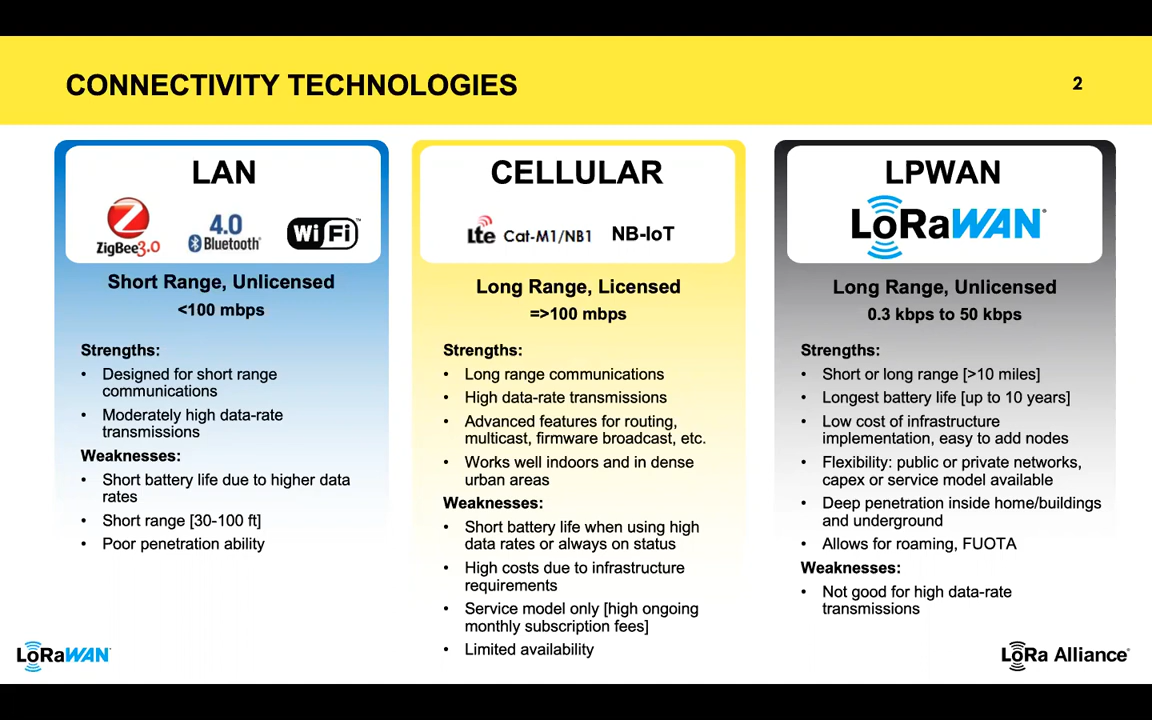 CONNECTIVITY TECHNOLOGIES
2
LAN
ZigBee3.0
4.0
Bluetooth®
WiFi™
Short Range, Unlicensed
<100 mbps
Strengths:
• Designed for short range
communications
• Moderately high data-rate
transmissions
Weaknesses:
• Short battery life due to higher data
rates
• Short range [30-100 ft]
• Poor penetration ability
CELLULAR
lte Cat-M1/NB1 NB-IoT
Long Range, Licensed
=>100 mbps
Strengths:
• Long range communications
• High data-rate transmissions
• Advanced features for routing,
multicast, firmware broadcast, etc.
• Works well indoors and in dense
urban areas
Weaknesses:
• Short battery life when using high
data rates or always on status
• High costs due to infrastructure
requirements
• Service model only [high ongoing
monthly subscription fees]
• Limited availability
LPWAN
LoRaWAN®
Long Range, Unlicensed
0.3 kbps to 50 kbps
Strengths:
• Short or long range [>10 miles]
• Longest battery life [up to 10 years]
• Low cost of infrastructure
implementation, easy to add nodes
• Flexibility: public or private networks,
capex or service model available
• Deep penetration inside home/buildings
and underground
• Allows for roaming, FUOTA
Weaknesses:
• Not good for high data-rate
transmissions
LoRaWAN®
LoRa Alliance®